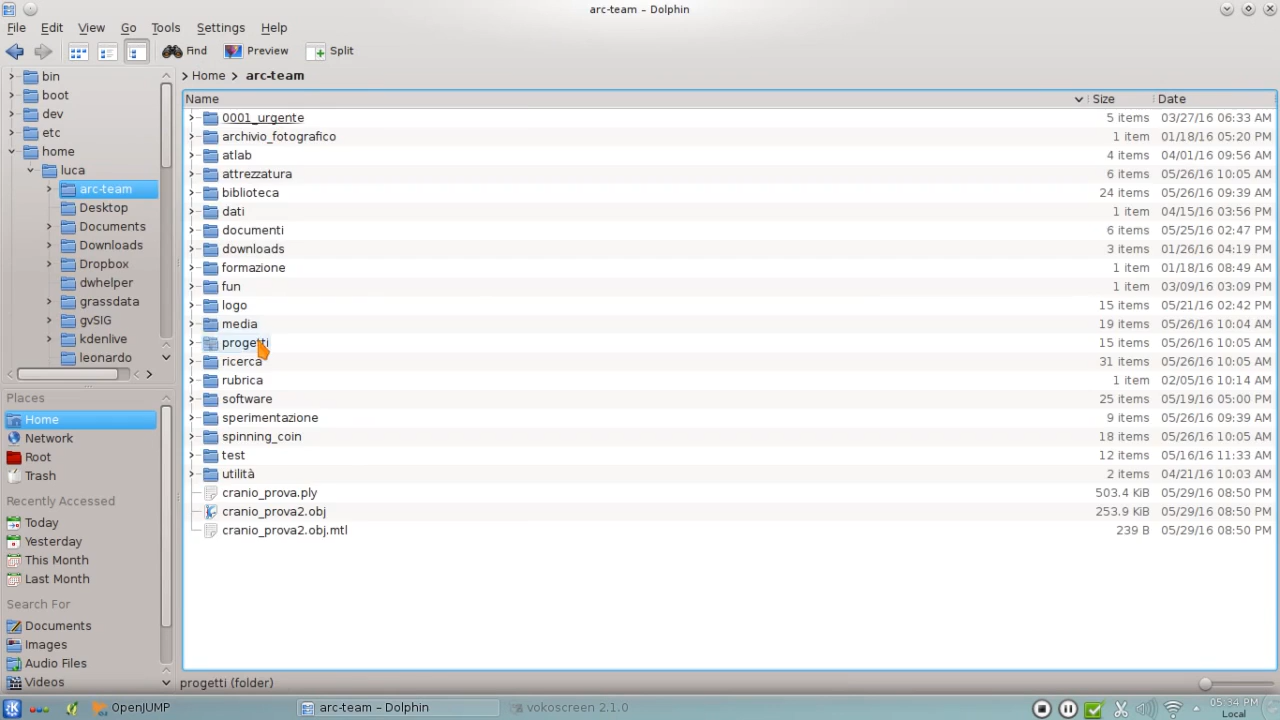 arc-team – Dolphin
File Edit View Go Tools Settings Help
Find Preview Split
bin
boot
dev
etc
home
luca
arc-team
Desktop
Documents
Downloads
Dropbox
dwhelper
grassdata
gvSIG
kdenlive
leonardo
Places
Home
Network
Root
Trash
Recently Accessed
Today
Yesterday
This Month
Last Month
Search For
Documents
Images
Audio Files
Videos
> Home > arc-team
Name Size Date
0001_urgente 5 items 03/27/16 06:33 AM
archivio_fotografico 1 item 01/18/16 05:20 PM
atlab 4 items 04/01/16 09:56 AM
attrezzatura 6 items 05/26/16 10:05 AM
biblioteca 24 items 05/26/16 09:39 AM
dati 1 item 04/15/16 03:56 PM
documenti 6 items 05/25/16 02:47 PM
downloads 3 items 01/26/16 04:19 PM
formazione 1 item 01/18/16 08:49 AM
fun 1 item 03/09/16 03:09 PM
logo 15 items 05/21/16 02:42 PM
media 19 items 05/26/16 10:04 AM
progetti 15 items 05/26/16 10:05 AM
ricerca 31 items 05/26/16 10:05 AM
rubrica 1 item 02/05/16 10:14 AM
software 25 items 05/19/16 05:00 PM
sperimentazione 9 items 05/26/16 09:39 AM
spinning_coin 18 items 05/26/16 10:05 AM
test 12 items 05/16/16 11:33 AM
utilità 2 items 04/21/16 10:03 AM
cranio_prova.ply 503.4 KiB 05/29/16 08:50 PM
cranio_prova2.obj 253.9 KiB 05/29/16 08:50 PM
cranio_prova2.obj.mtl 239 B 05/29/16 08:50 PM
progetti (folder)
OpenJUMP arc-team – Dolphin vokoscreen 2.1.0 05:34 PM
Local